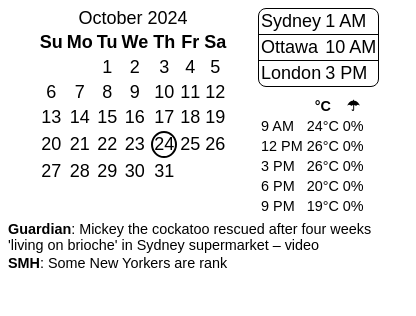 October 2024
Su Mo Tu We Th Fr Sa
1 2 3 4 5
6 7 8 9 10 11 12
13 14 15 16 17 18 19
20 21 22 23 24 25 26
27 28 29 30 31
Sydney 1 AM
Ottawa 10 AM
London 3 PM
°C ☂
9 AM 24°C 0%
12 PM 26°C 0%
3 PM 26°C 0%
6 PM 20°C 0%
9 PM 19°C 0%
Guardian: Mickey the cockatoo rescued after four weeks
'living on brioche' in Sydney supermarket – video
SMH: Some New Yorkers are rank